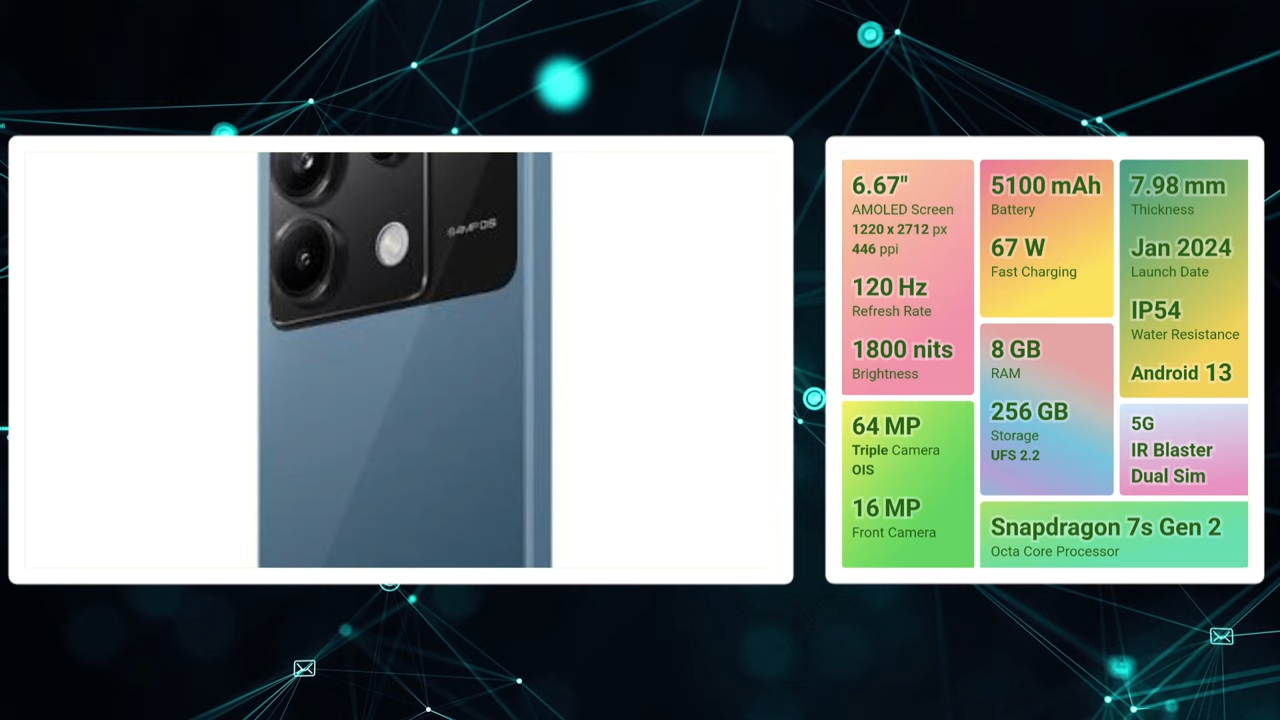 64MP OIS
6.67"
AMOLED Screen
1220 x 2712 px
446 ppi
120 Hz
Refresh Rate
1800 nits
Brightness
64 MP
Triple Camera
OIS
16 MP
Front Camera
5100 mAh
Battery
67 W
Fast Charging
8 GB
RAM
256 GB
Storage
UFS 2.2
7.98 mm
Thickness
Jan 2024
Launch Date
IP54
Water Resistance
Android 13
5G
IR Blaster
Dual Sim
Snapdragon 7s Gen 2
Octa Core Processor